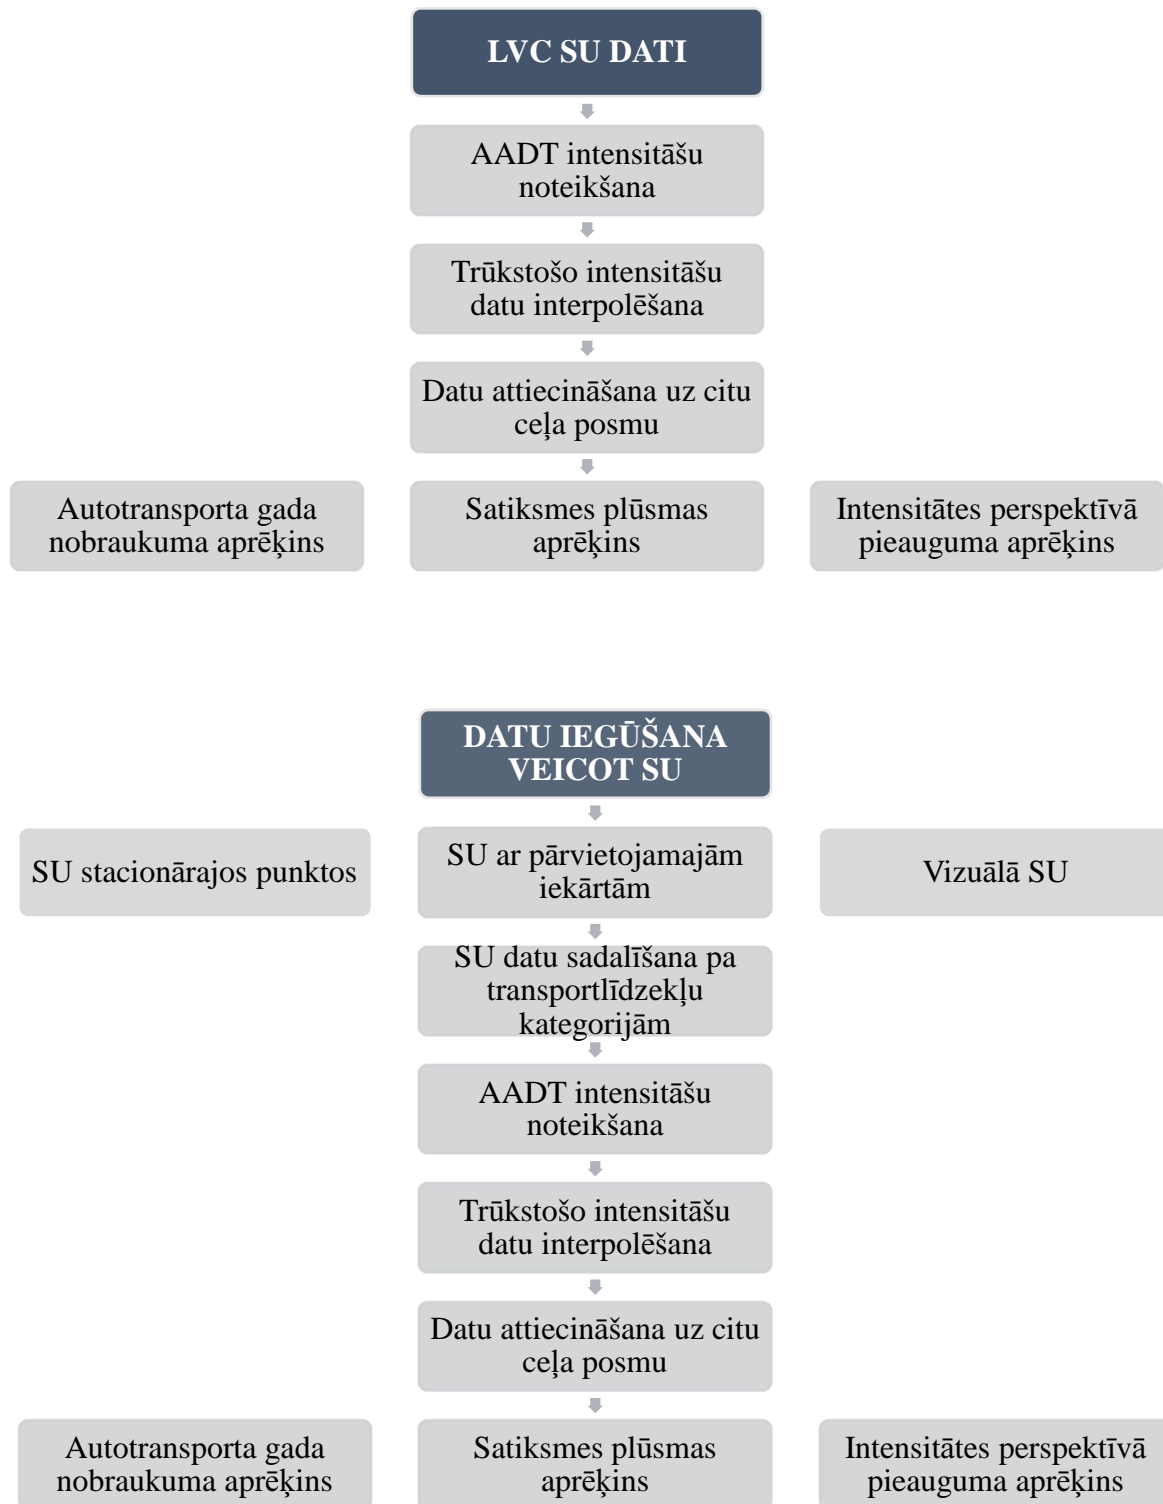 LVC SU DATI
AADT intensitāšu
noteikšana
Trūkstošo intensitāšu
datu interpolēšana
Datu attiecināšana uz citu
ceļa posmu
Autotransporta gada
nobraukuma aprēķins
Satiksmes plūsmas
aprēķins
Intensitātes perspektīvā
pieauguma aprēķins
DATU IEGŪŠANA
VEICOT SU
SU stacionārajos punktos
SU ar pārvietojamajām
iekārtām
Vizuālā SU
SU datu sadalīšana pa
transportlīdzekļu
kategorijām
AADT intensitāšu
noteikšana
Trūkstošo intensitāšu
datu interpolēšana
Datu attiecināšana uz citu
ceļa posmu
Autotransporta gada
nobraukuma aprēķins
Satiksmes plūsmas
aprēķins
Intensitātes perspektīvā
pieauguma aprēķins